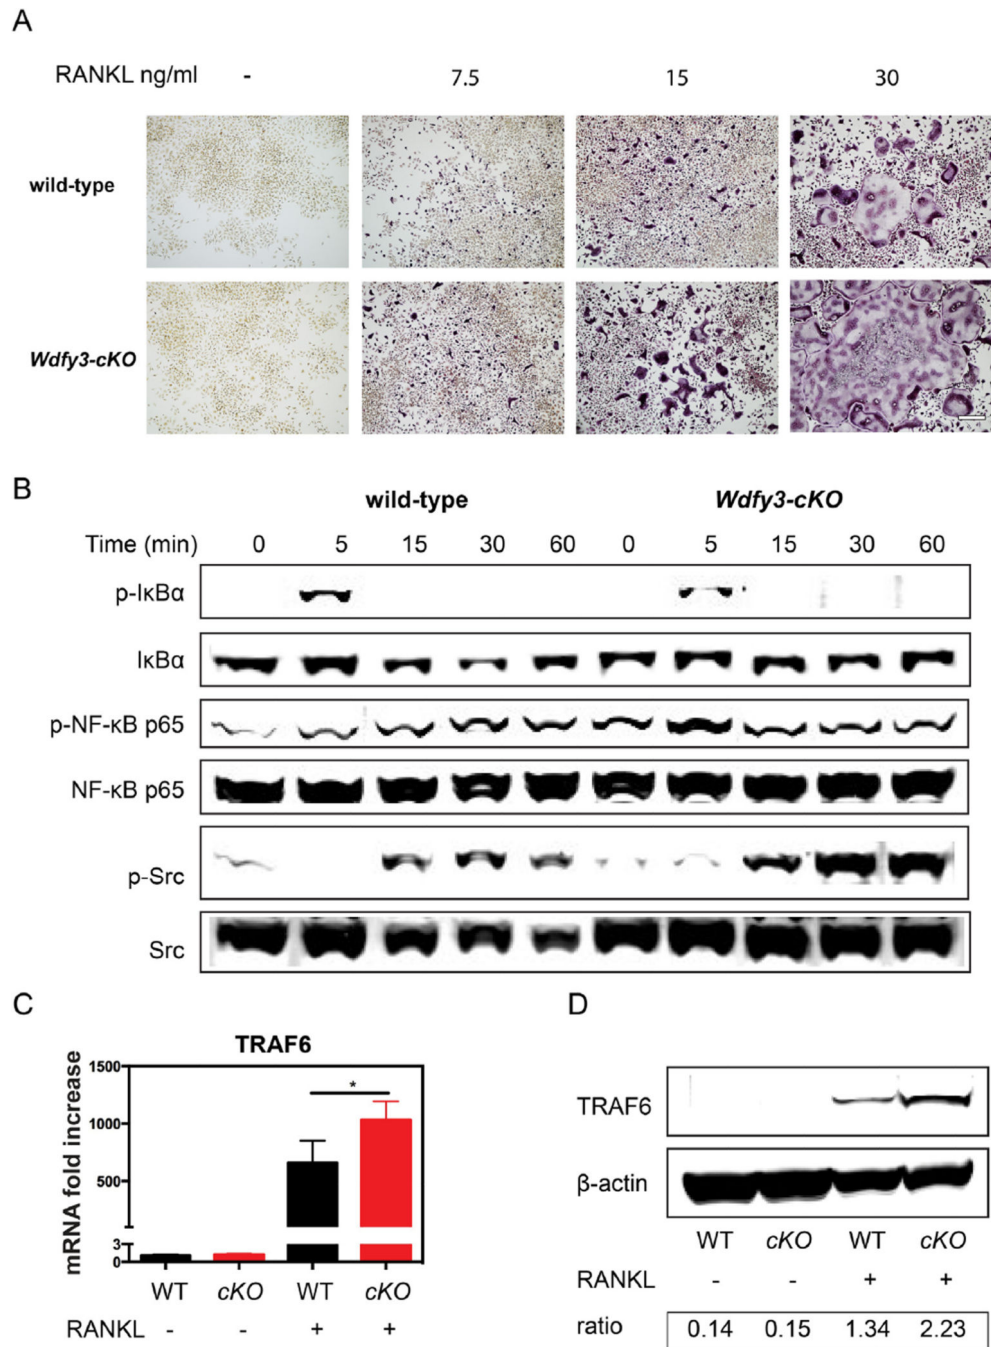 A
RANKL ng/ml - 7.5 15 30
wild-type
Wdfy3-cKO
B
wild-type Wdfy3-cKO
Time (min) 0 5 15 30 60 0 5 15 30 60
p-IκBα
IκBα
p-NF-κB p65
NF-κB p65
p-Src
Src
C
TRAF6
mRNA fold increase
1500
1000
500
3
0
*
WT cKO WT cKO
RANKL - - + +
D
TRAF6
β-actin
WT cKO WT cKO
RANKL - - + +
ratio 0.14 0.15 1.34 2.23